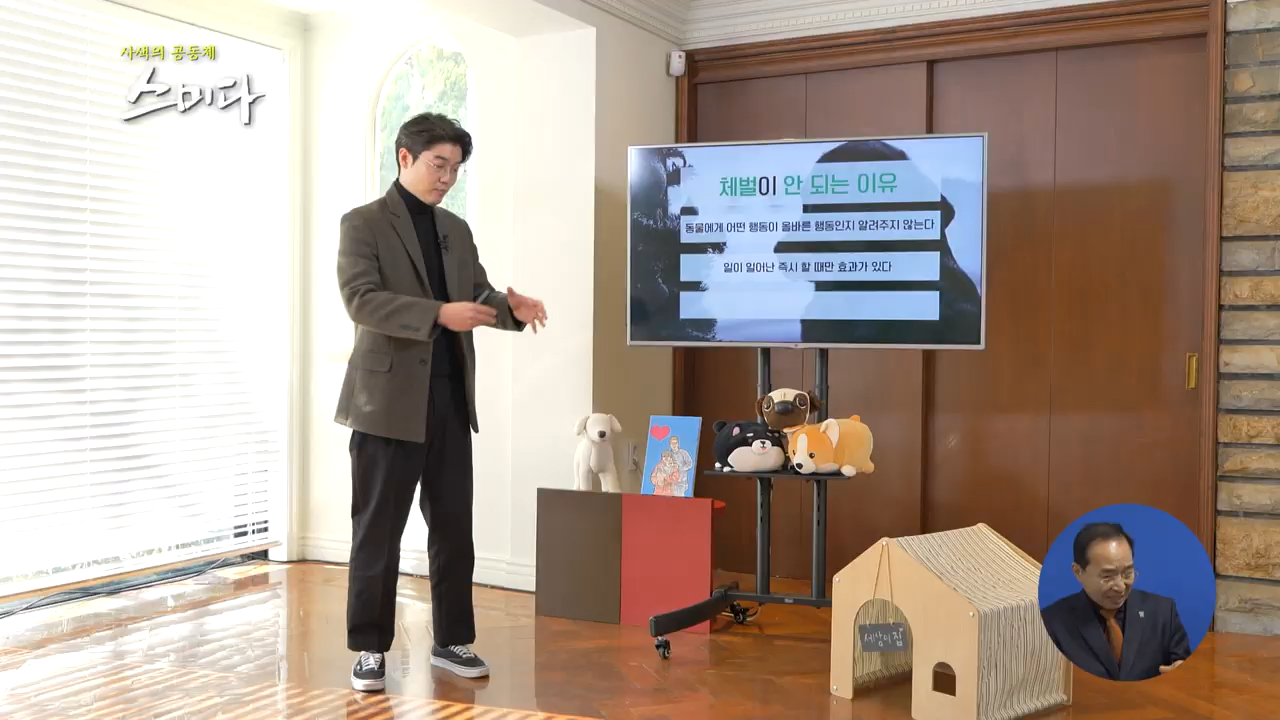 사색의 공동체
스미다
체벌이 안 되는 이유
동물에게 어떤 행동이 올바른 행동인지 알려주지 않는다
일이 일어난 즉시 할 때만 효과가 있다
세상이집